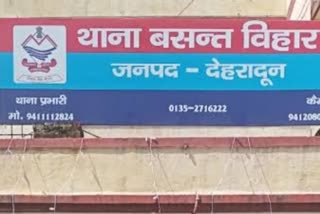 थाना बसन्त विहार
जनपद - देहरादून
थाना प्रभारी 0135-2716222
मो. 9411112824